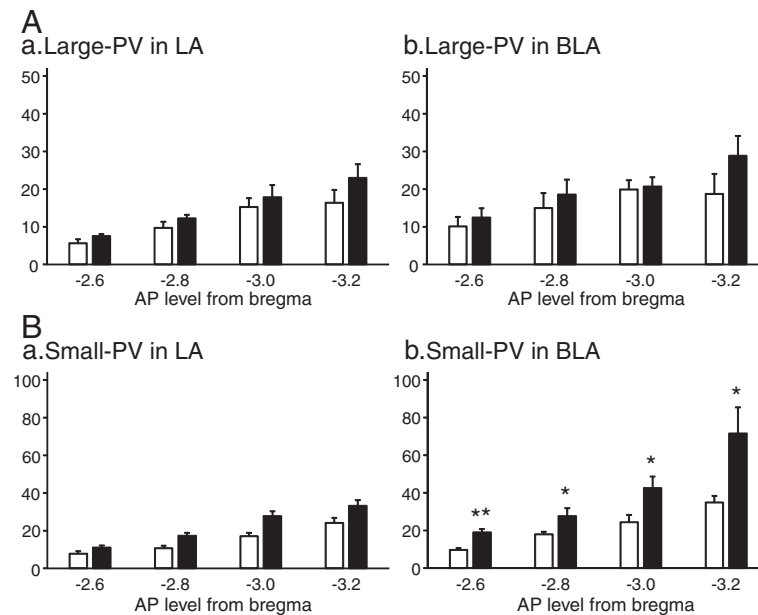 A
a.Large-PV in LA
b.Large-PV in BLA
50
40
30
20
10
0
-2.6 -2.8 -3.0 -3.2
AP level from bregma
50
40
30
20
10
0
-2.6 -2.8 -3.0 -3.2
AP level from bregma
B
a.Small-PV in LA
b.Small-PV in BLA
100
80
60
40
20
0
-2.6 -2.8 -3.0 -3.2
AP level from bregma
100
80
60
40
20
0
** * * *
-2.6 -2.8 -3.0 -3.2
AP level from bregma